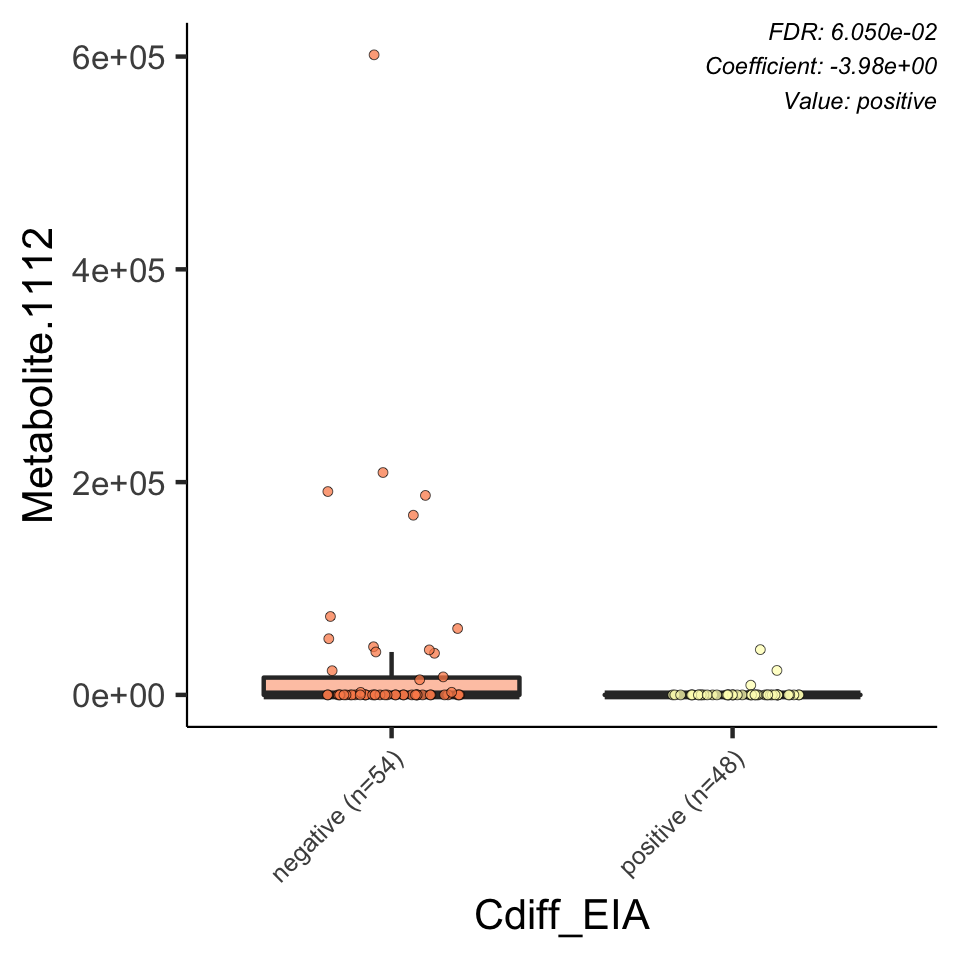 FDR: 6.050e-02
Coefficient: -3.98e+00
Value: positive
6e+05
4e+05
2e+05
0e+00
Metabolite.1112
negative (n=54)
positive (n=48)
Cdiff_EIA